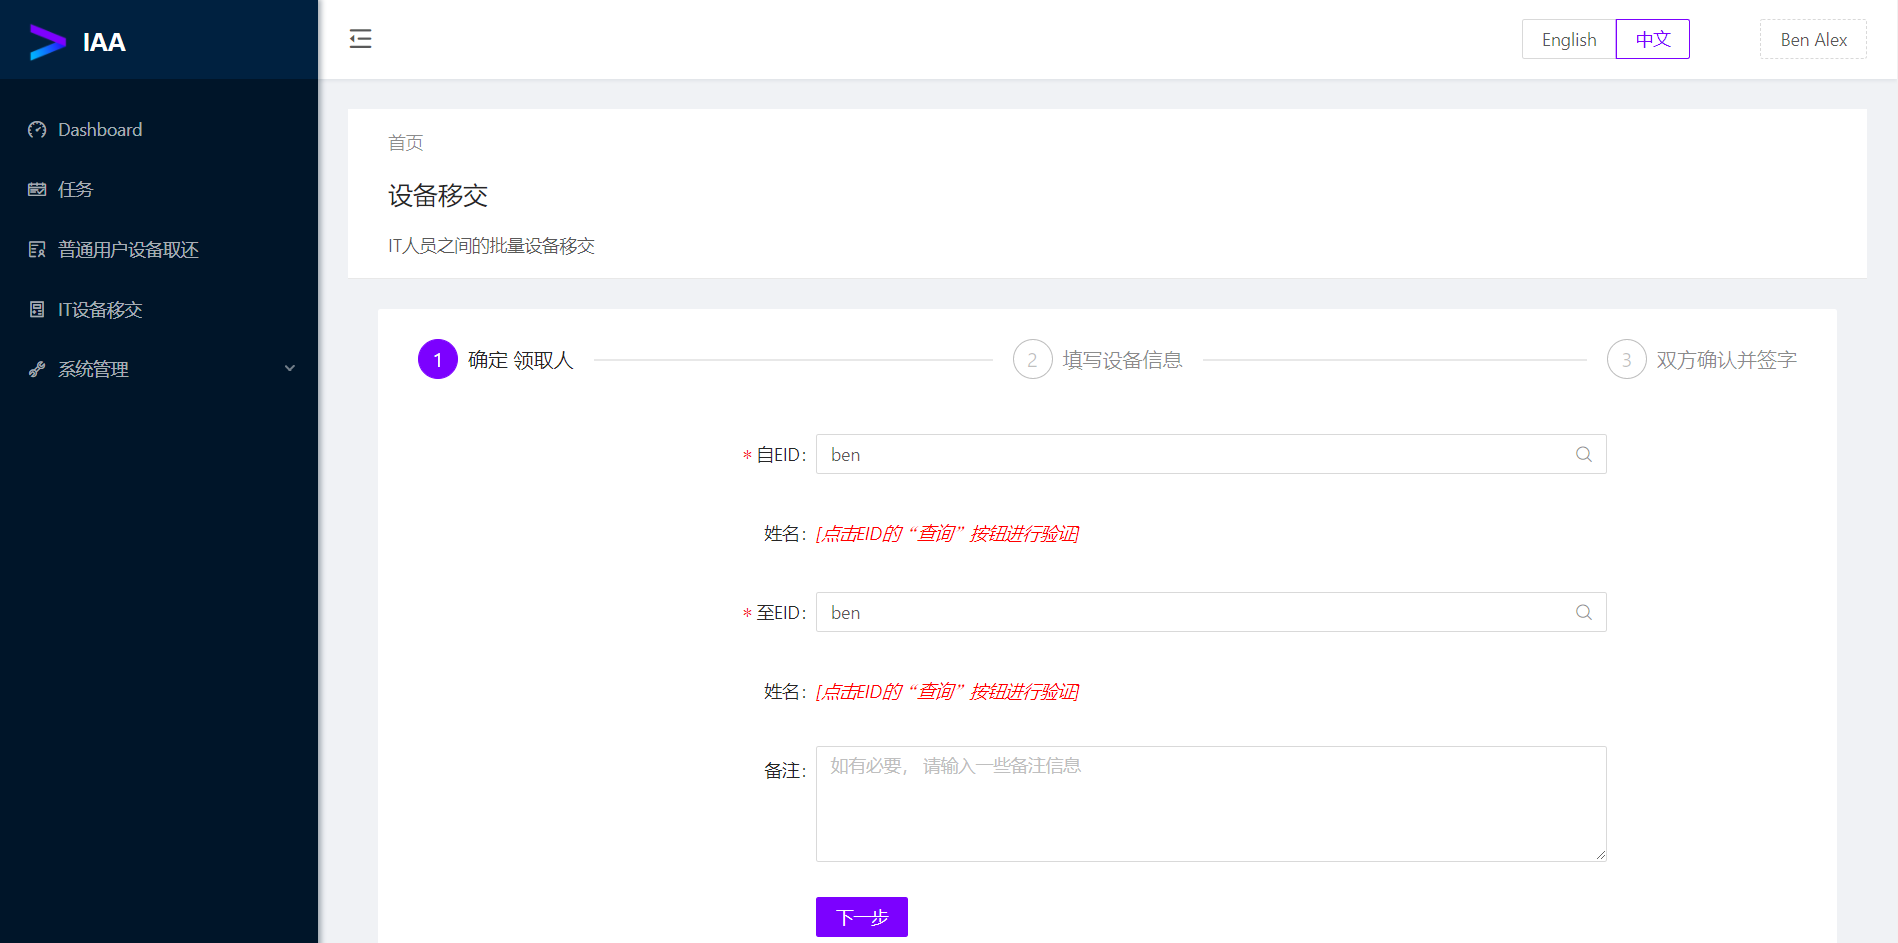 IAA
English
中文
Ben Alex
Dashboard
任务
普通用户设备取还
IT设备移交
系统管理
首页
设备移交
IT人员之间的批量设备移交
1 确定 领取人
2 填写设备信息
3 双方确认并签字
* 自EID: ben
姓名: [点击EID的“查询”按钮进行验证]
* 至EID: ben
姓名: [点击EID的“查询”按钮进行验证]
备注: 如有必要， 请输入一些备注信息
下一步